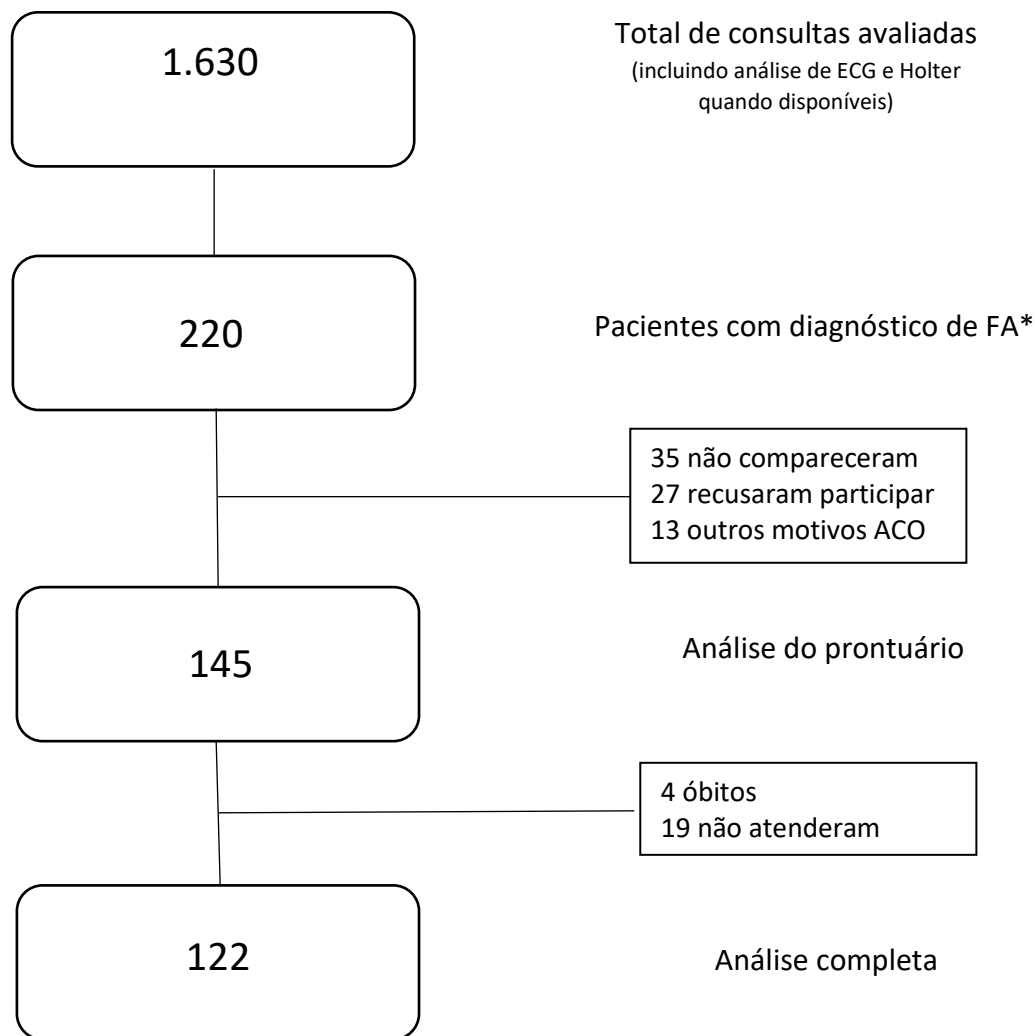 1.630
Total de consultas avaliadas
(incluindo análise de ECG e Holter
quando disponíveis)
220
Pacientes com diagnóstico de FA*
35 não compareceram
27 recusaram participar
13 outros motivos ACO
145
Análise do prontuário
4 óbitos
19 não atenderam
122
Análise completa